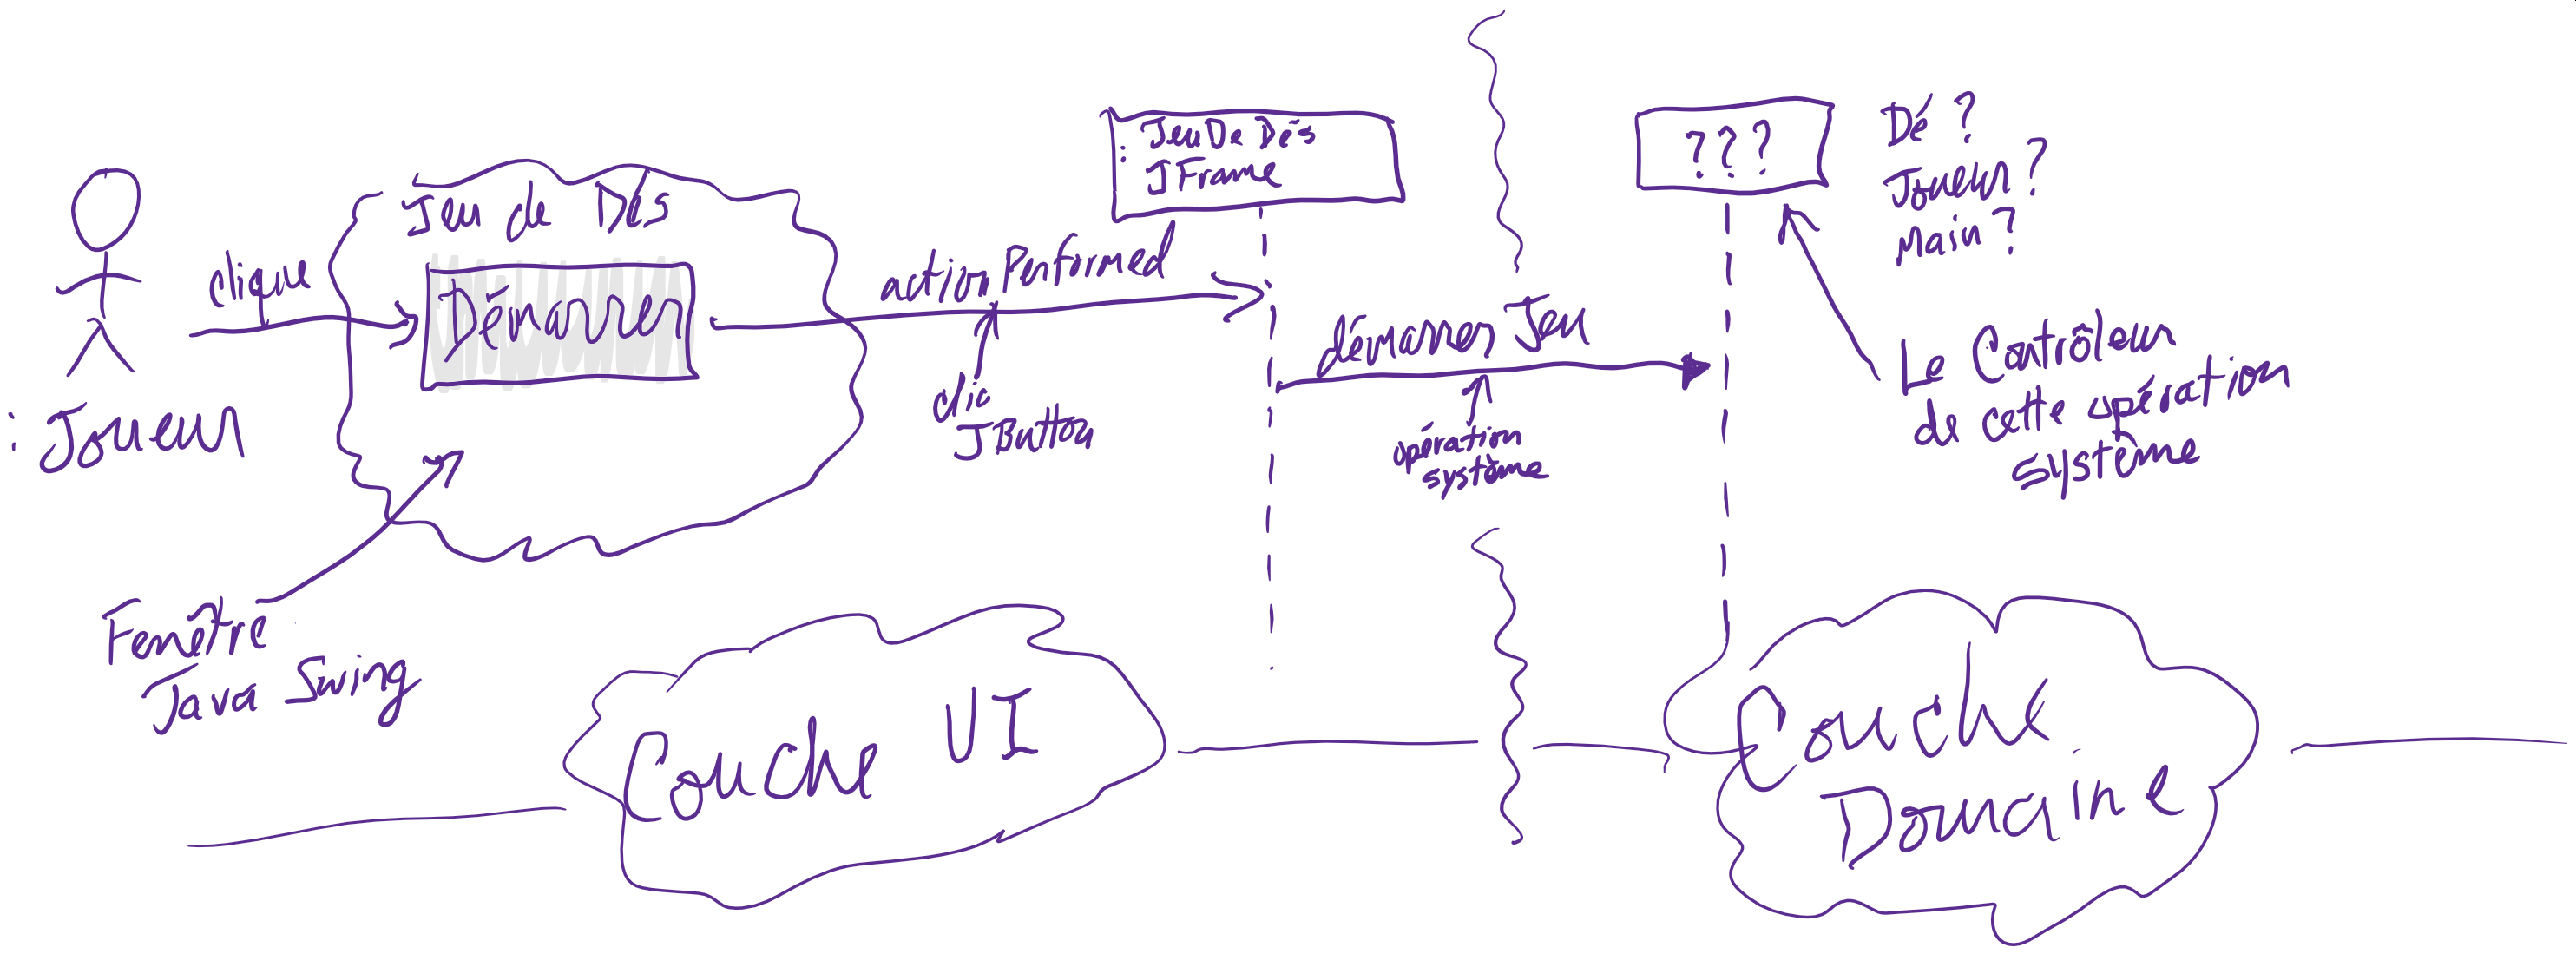 : Joueur
clique
Jeu de Dés
Démarrer
Fenêtre
Java Swing
actionPerformed
clic
JButton
: JeuDeDés
JFrame
démarrerJeu
opération
système
???
Dé ?
Joueur ?
Main ?
Le Contrôleur
de cette opération
système
Couche UI
Couche
Domaine